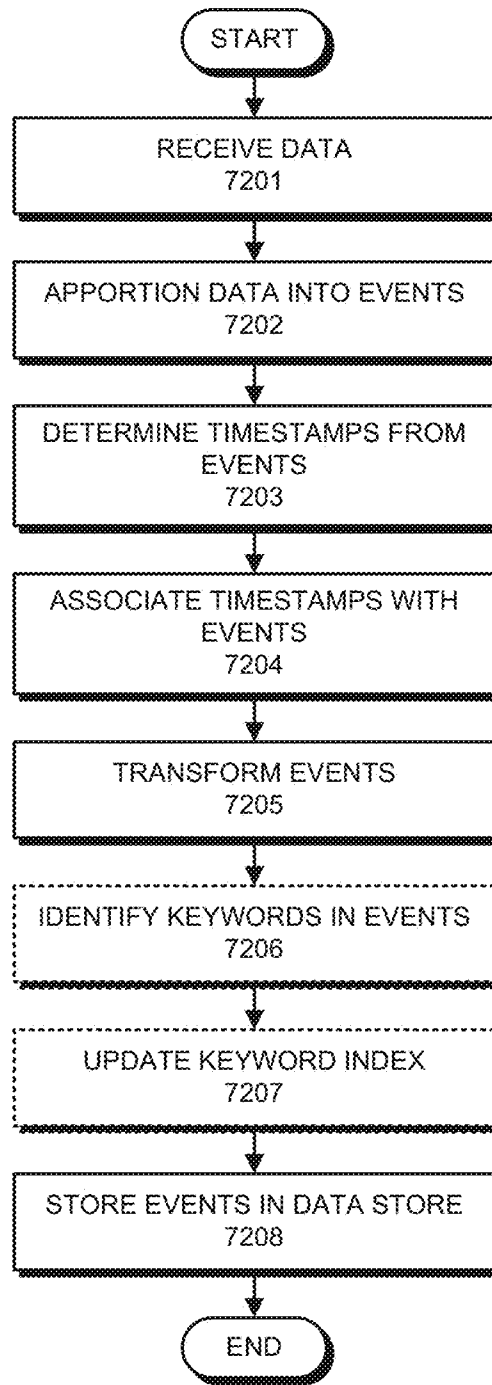 START
RECEIVE DATA
7201
APPORTION DATA INTO EVENTS
7202
DETERMINE TIMESTAMPS FROM
EVENTS
7203
ASSOCIATE TIMESTAMPS WITH
EVENTS
7204
TRANSFORM EVENTS
7205
IDENTIFY KEYWORDS IN EVENTS
7206
UPDATE KEYWORD INDEX
7207
STORE EVENTS IN DATA STORE
7208
END